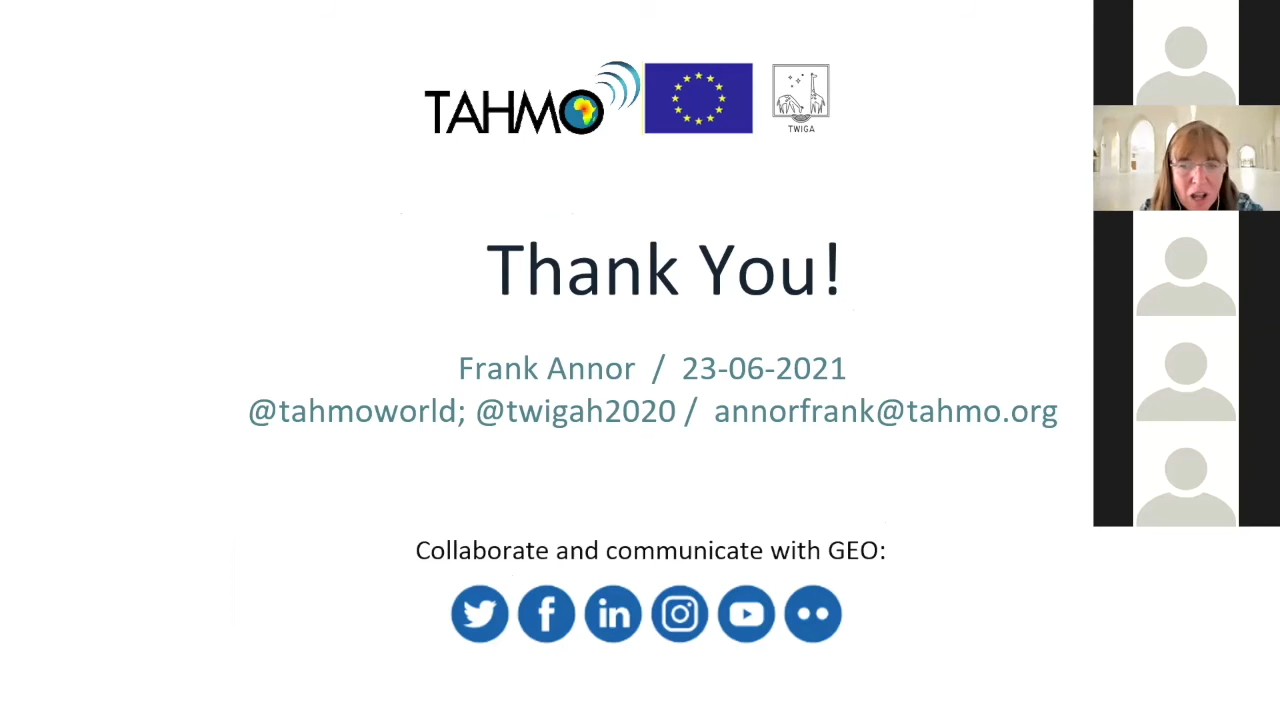 TAHMO
TWIGA
Thank You!
Frank Annor / 23-06-2021
@tahmoworld; @twigah2020 / annorfrank@tahmo.org
Collaborate and communicate with GEO: